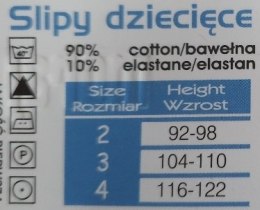 Slipy dziecięce
90% cotton/bawełna
10% elastane/elastan
Size Height
Rozmiar Wzrost
2 92-98
3 104-110
4 116-122